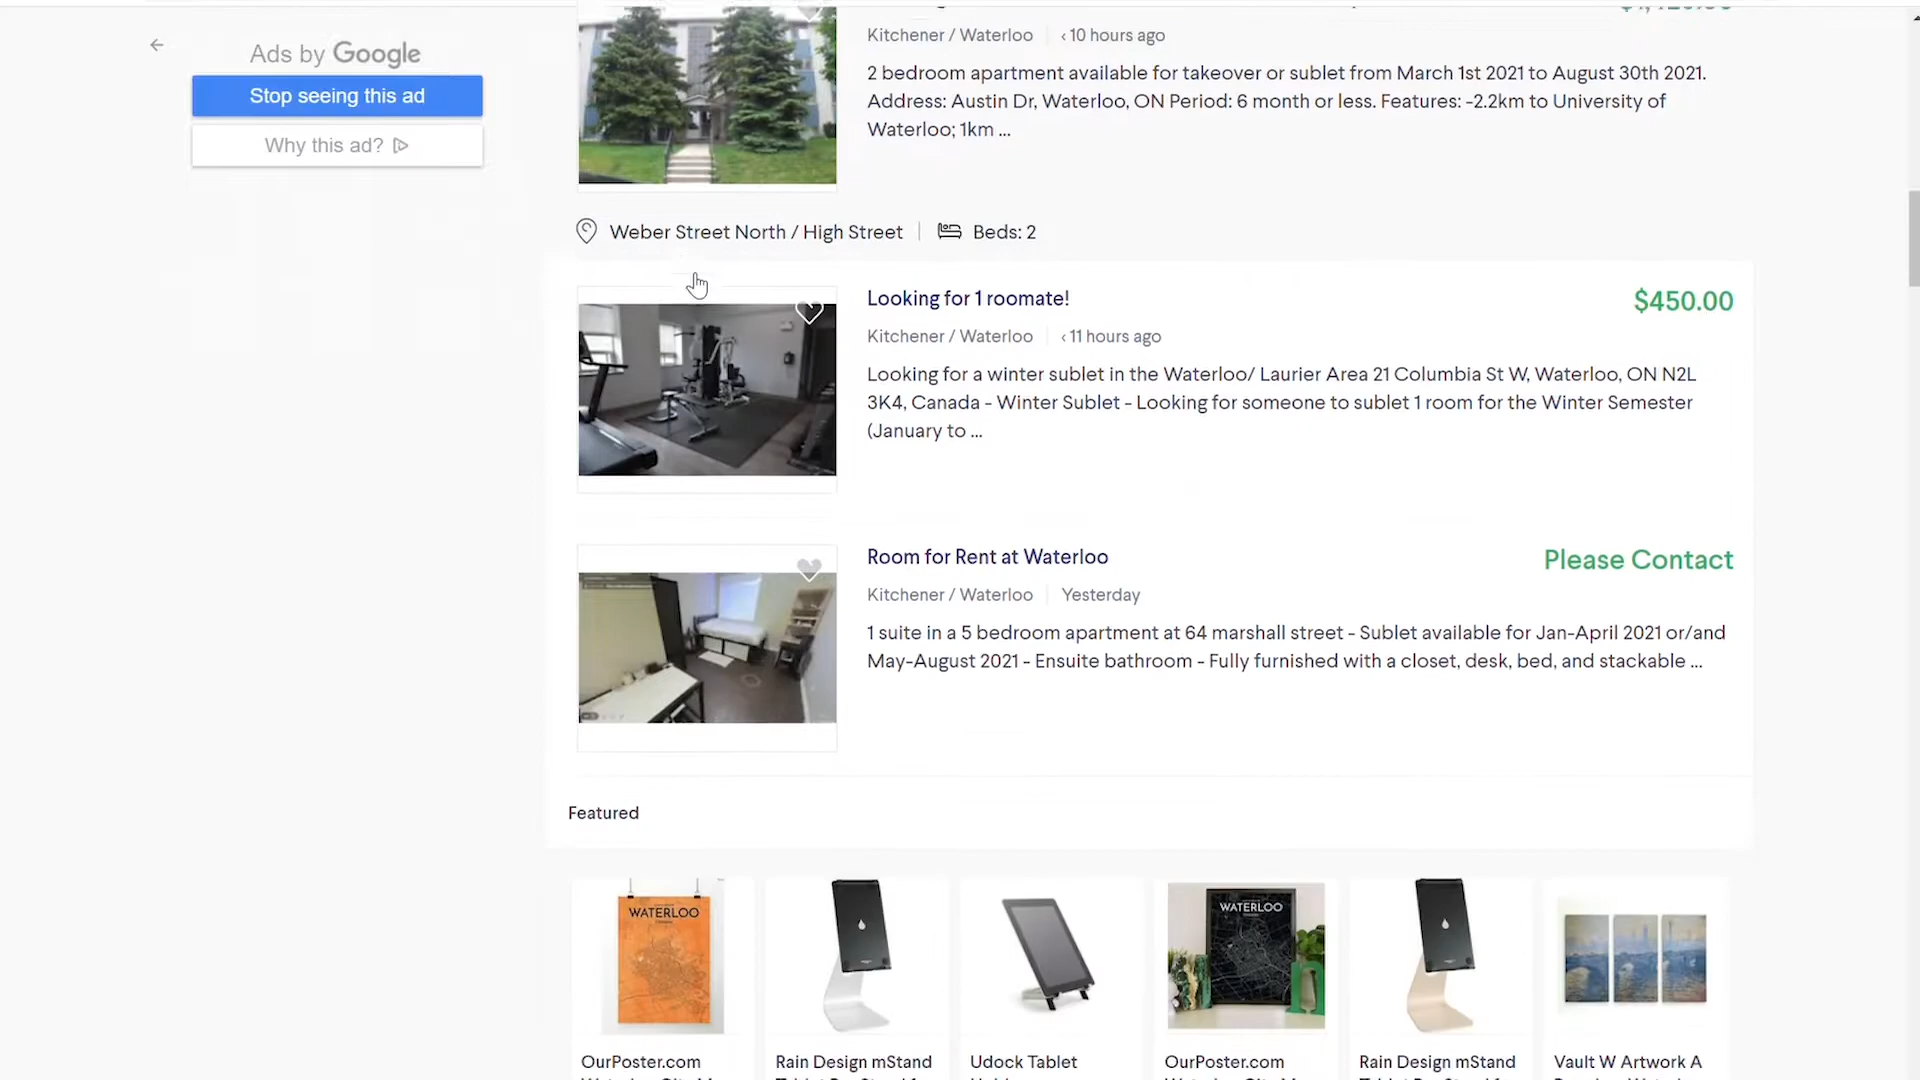 Ads by Google
Stop seeing this ad
Why this ad?
Kitchener / Waterloo < 10 hours ago
2 bedroom apartment available for takeover or sublet from March 1st 2021 to August 30th 2021.
Address: Austin Dr, Waterloo, ON Period: 6 month or less. Features: -2.2km to University of
Waterloo; 1km ...
Weber Street North / High Street Beds: 2
Looking for 1 roomate! $450.00
Kitchener / Waterloo < 11 hours ago
Looking for a winter sublet in the Waterloo/ Laurier Area 21 Columbia St W, Waterloo, ON N2L
3K4, Canada - Winter Sublet - Looking for someone to sublet 1 room for the Winter Semester
(January to ...
Room for Rent at Waterloo Please Contact
Kitchener / Waterloo Yesterday
1 suite in a 5 bedroom apartment at 64 marshall street - Sublet available for Jan-April 2021 or/and
May-August 2021 - Ensuite bathroom - Fully furnished with a closet, desk, bed, and stackable ...
Featured
WATERLOO
WATERLOO
OurPoster.com
Rain Design mStand
Udock Tablet
OurPoster.com
Rain Design mStand
Vault W Artwork A